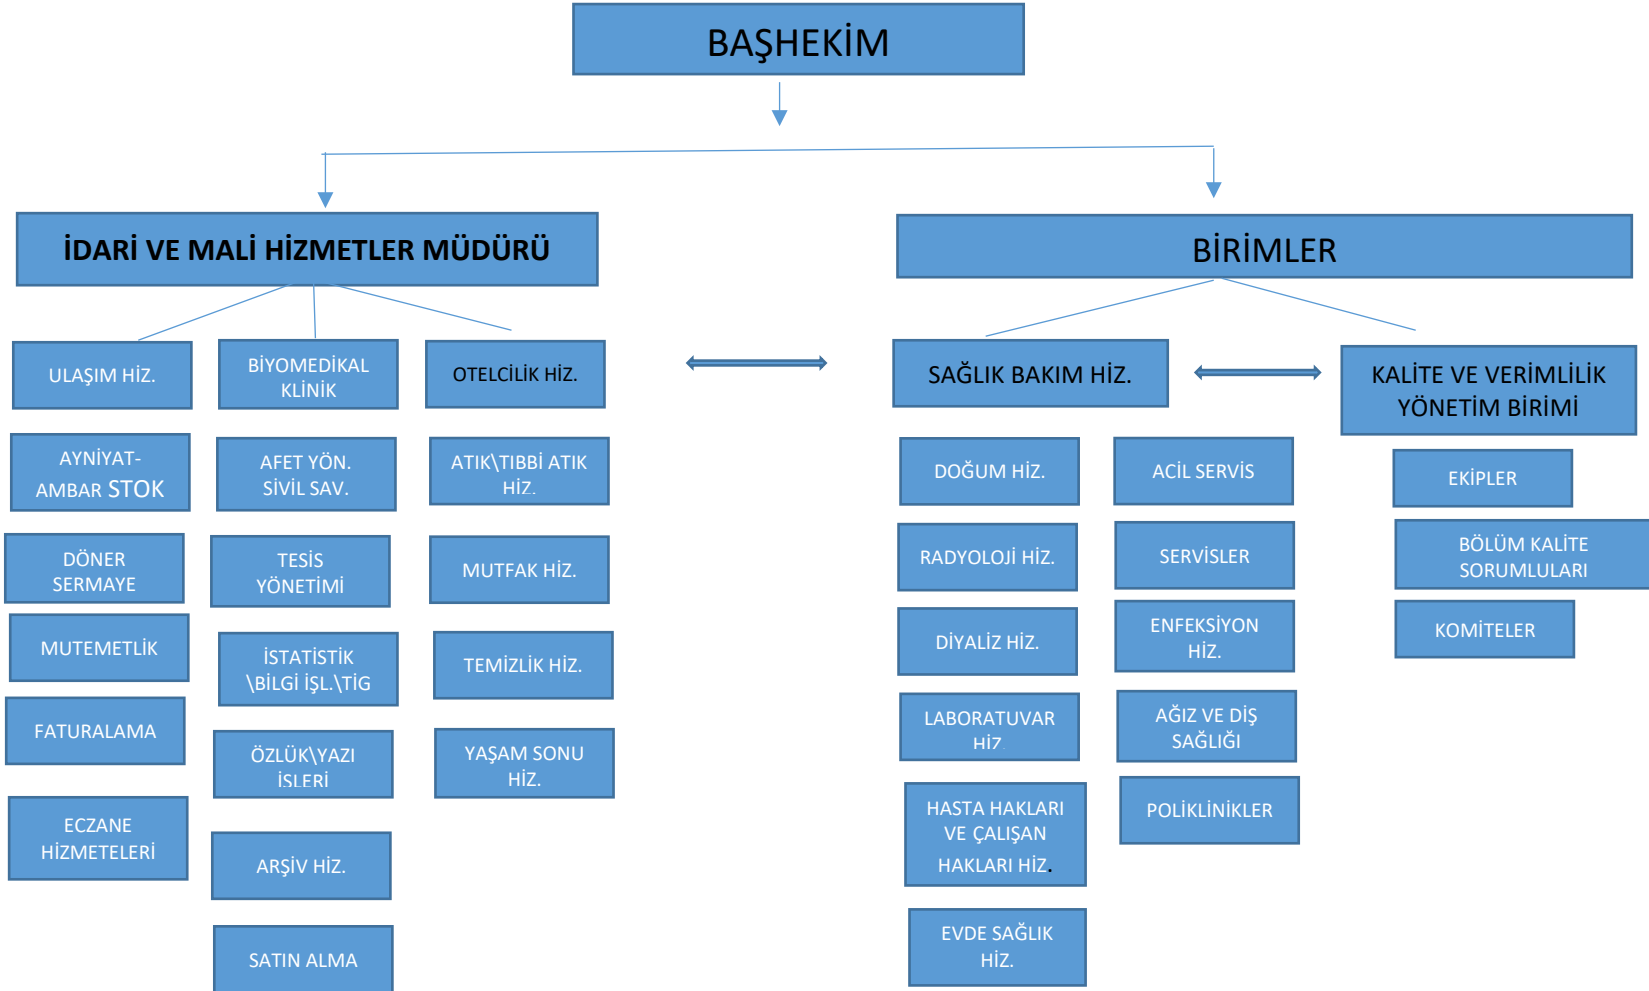 BAŞHEKİM
İDARİ VE MALİ HİZMETLER MÜDÜRÜ
BİRİMLER
ULAŞIM HİZ.
BİYOMEDİKAL
KLİNİK
OTELCİLİK HİZ.
SAĞLIK BAKIM HİZ.
KALİTE VE VERİMLİLİK
YÖNETİM BİRİMİ
AYNİYAT-
AMBAR STOK
AFET YÖN.
SİVİL SAV.
ATIK\TIBBİ ATIK
HİZ.
DOĞUM HİZ.
ACİL SERVİS
EKİPLER
DÖNER
SERMAYE
TESİS
YÖNETİMİ
MUTFAK HİZ.
RADYOLOJİ HİZ.
SERVİSLER
BÖLÜM KALİTE
SORUMLULARI
MUTEMETLİK
İSTATİSTİK
\BİLGİ İŞL.\TİG
TEMİZLİK HİZ.
DİYALİZ HİZ.
ENFEKSİYON
HİZ.
KOMİTELER
FATURALAMA
ÖZLÜK\YAZI
İŞLERİ
YAŞAM SONU
HİZ.
LABORATUVAR
HİZ.
AĞIZ VE DİŞ
SAĞLIĞI
ECZANE
HİZMETELERİ
ARŞİV HİZ.
HASTA HAKLARI
VE ÇALIŞAN
HAKLARI HİZ.
POLİKLİNİKLER
SATIN ALMA
EVDE SAĞLIK
HİZ.